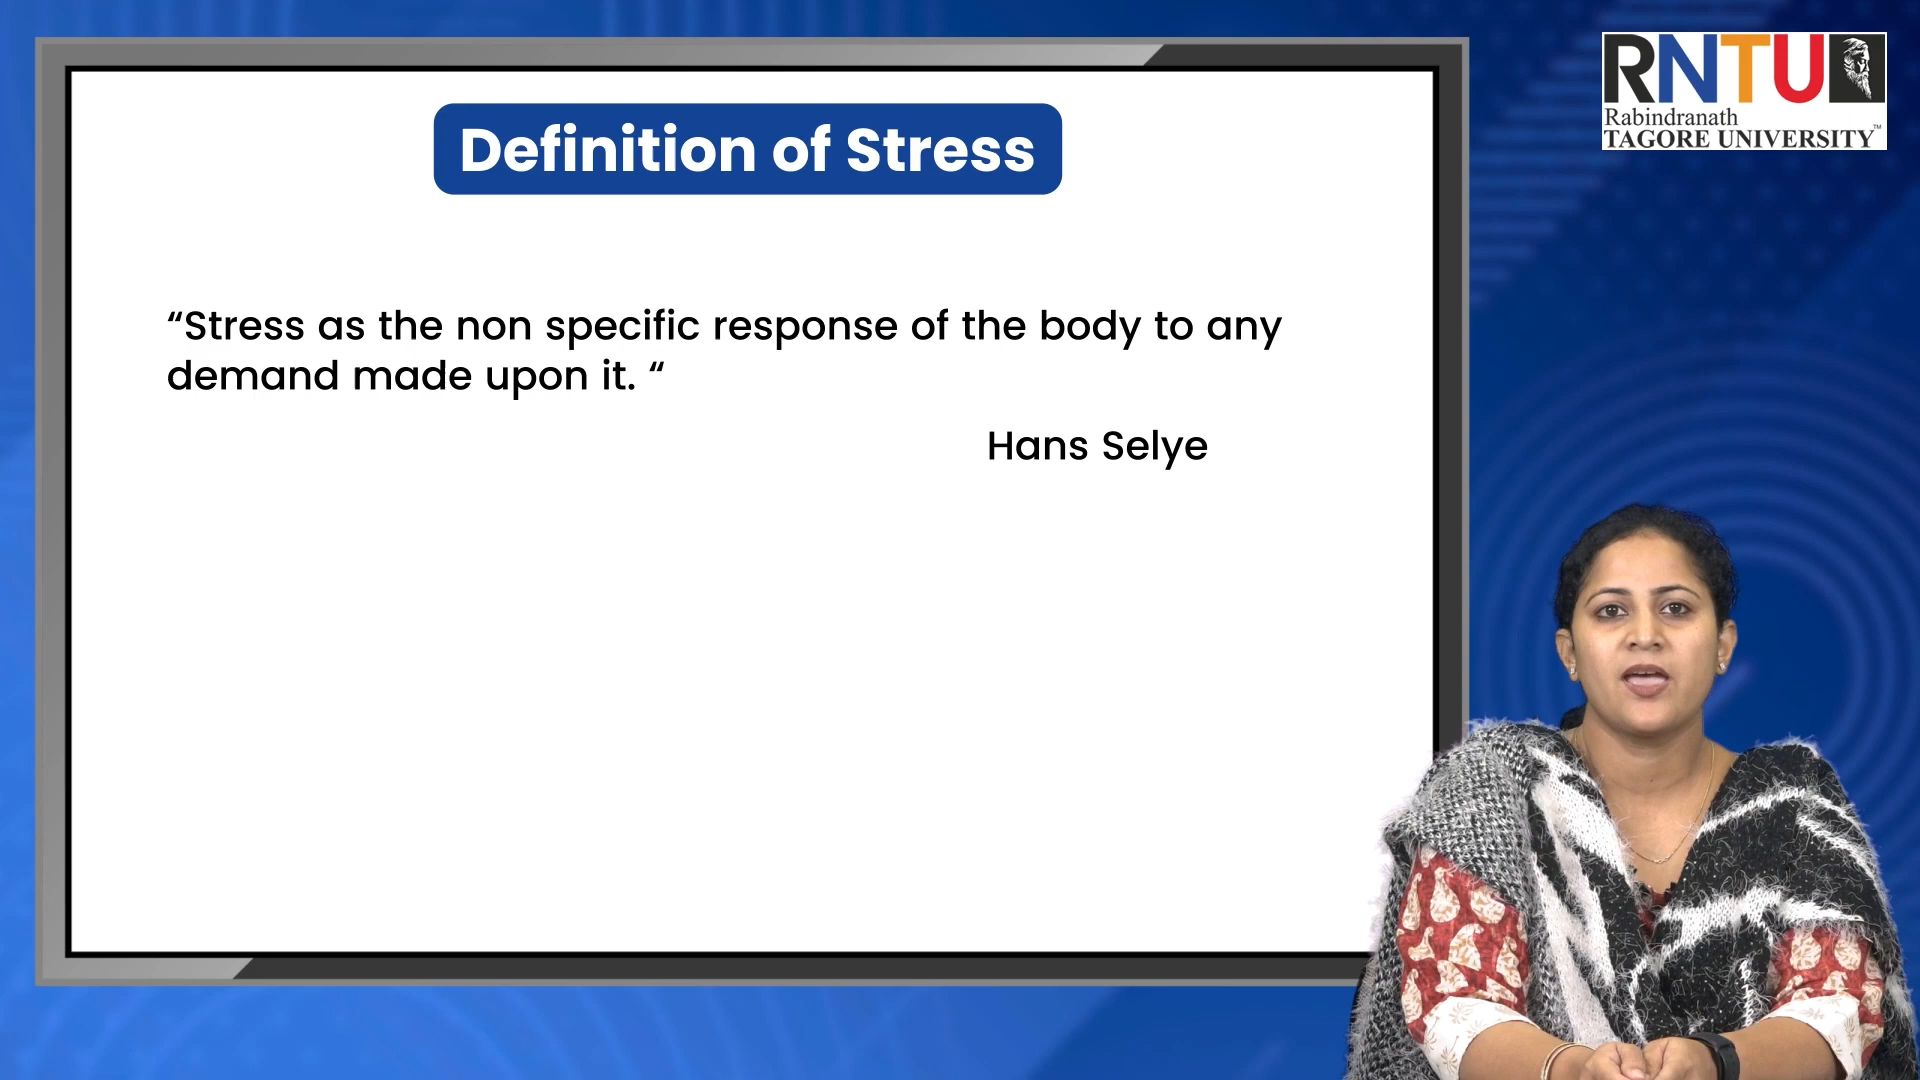 Definition of Stress
“Stress as the non specific response of the body to any
demand made upon it. “
Hans Selye
RNTU
Rabindranath
TAGORE UNIVERSITY™